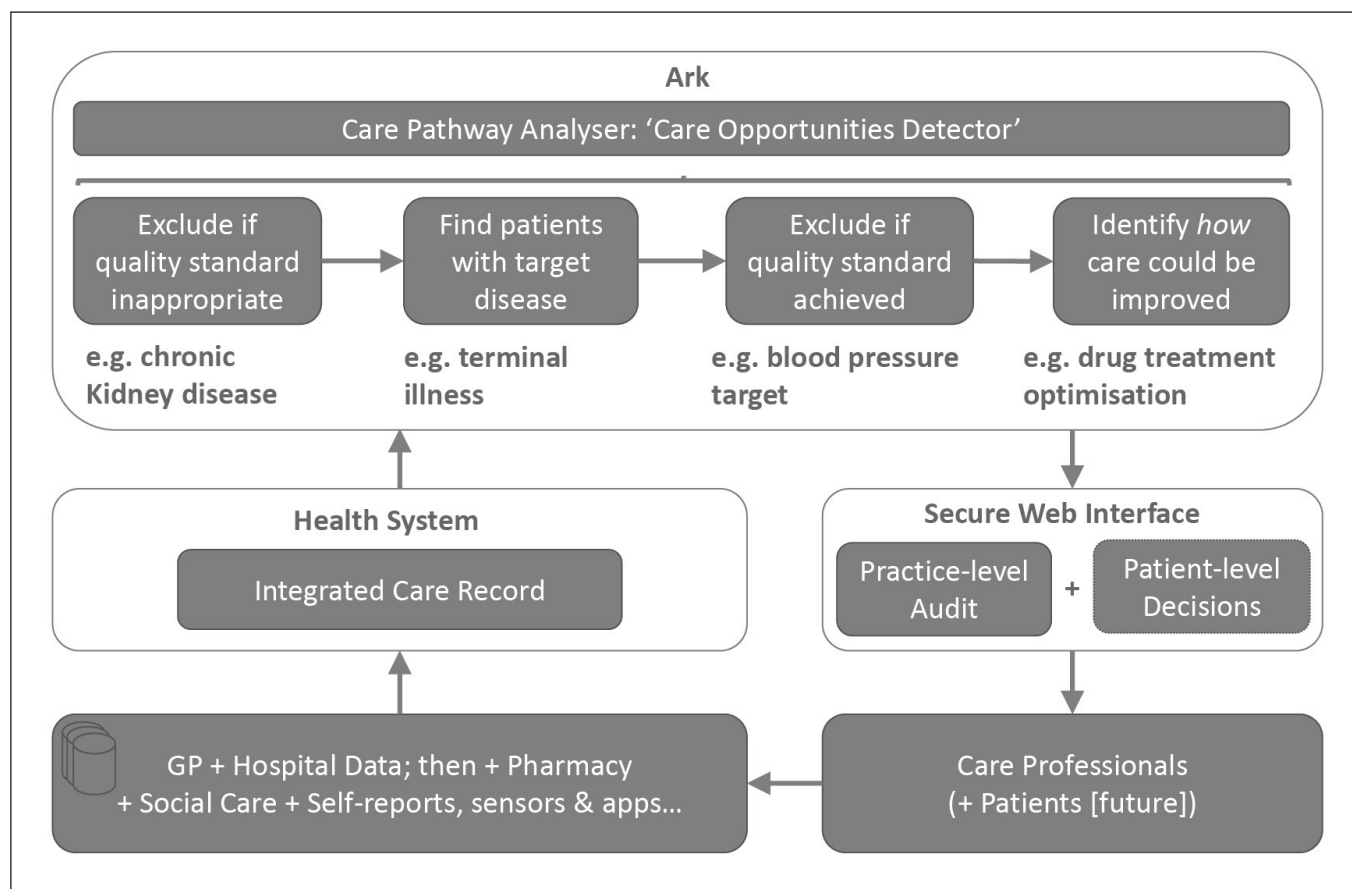 Ark
Care Pathway Analyser: ‘Care Opportunities Detector’
Exclude if
quality standard
inappropriate
Find patients
with target
disease
Exclude if
quality standard
achieved
Identify how
care could be
improved
e.g. chronic
Kidney disease
e.g. terminal
illness
e.g. blood pressure
target
e.g. drug treatment
optimisation
Health System
Integrated Care Record
Secure Web Interface
Practice-level
Audit
+
Patient-level
Decisions
GP + Hospital Data; then + Pharmacy
+ Social Care + Self-reports, sensors & apps...
Care Professionals
(+ Patients [future])